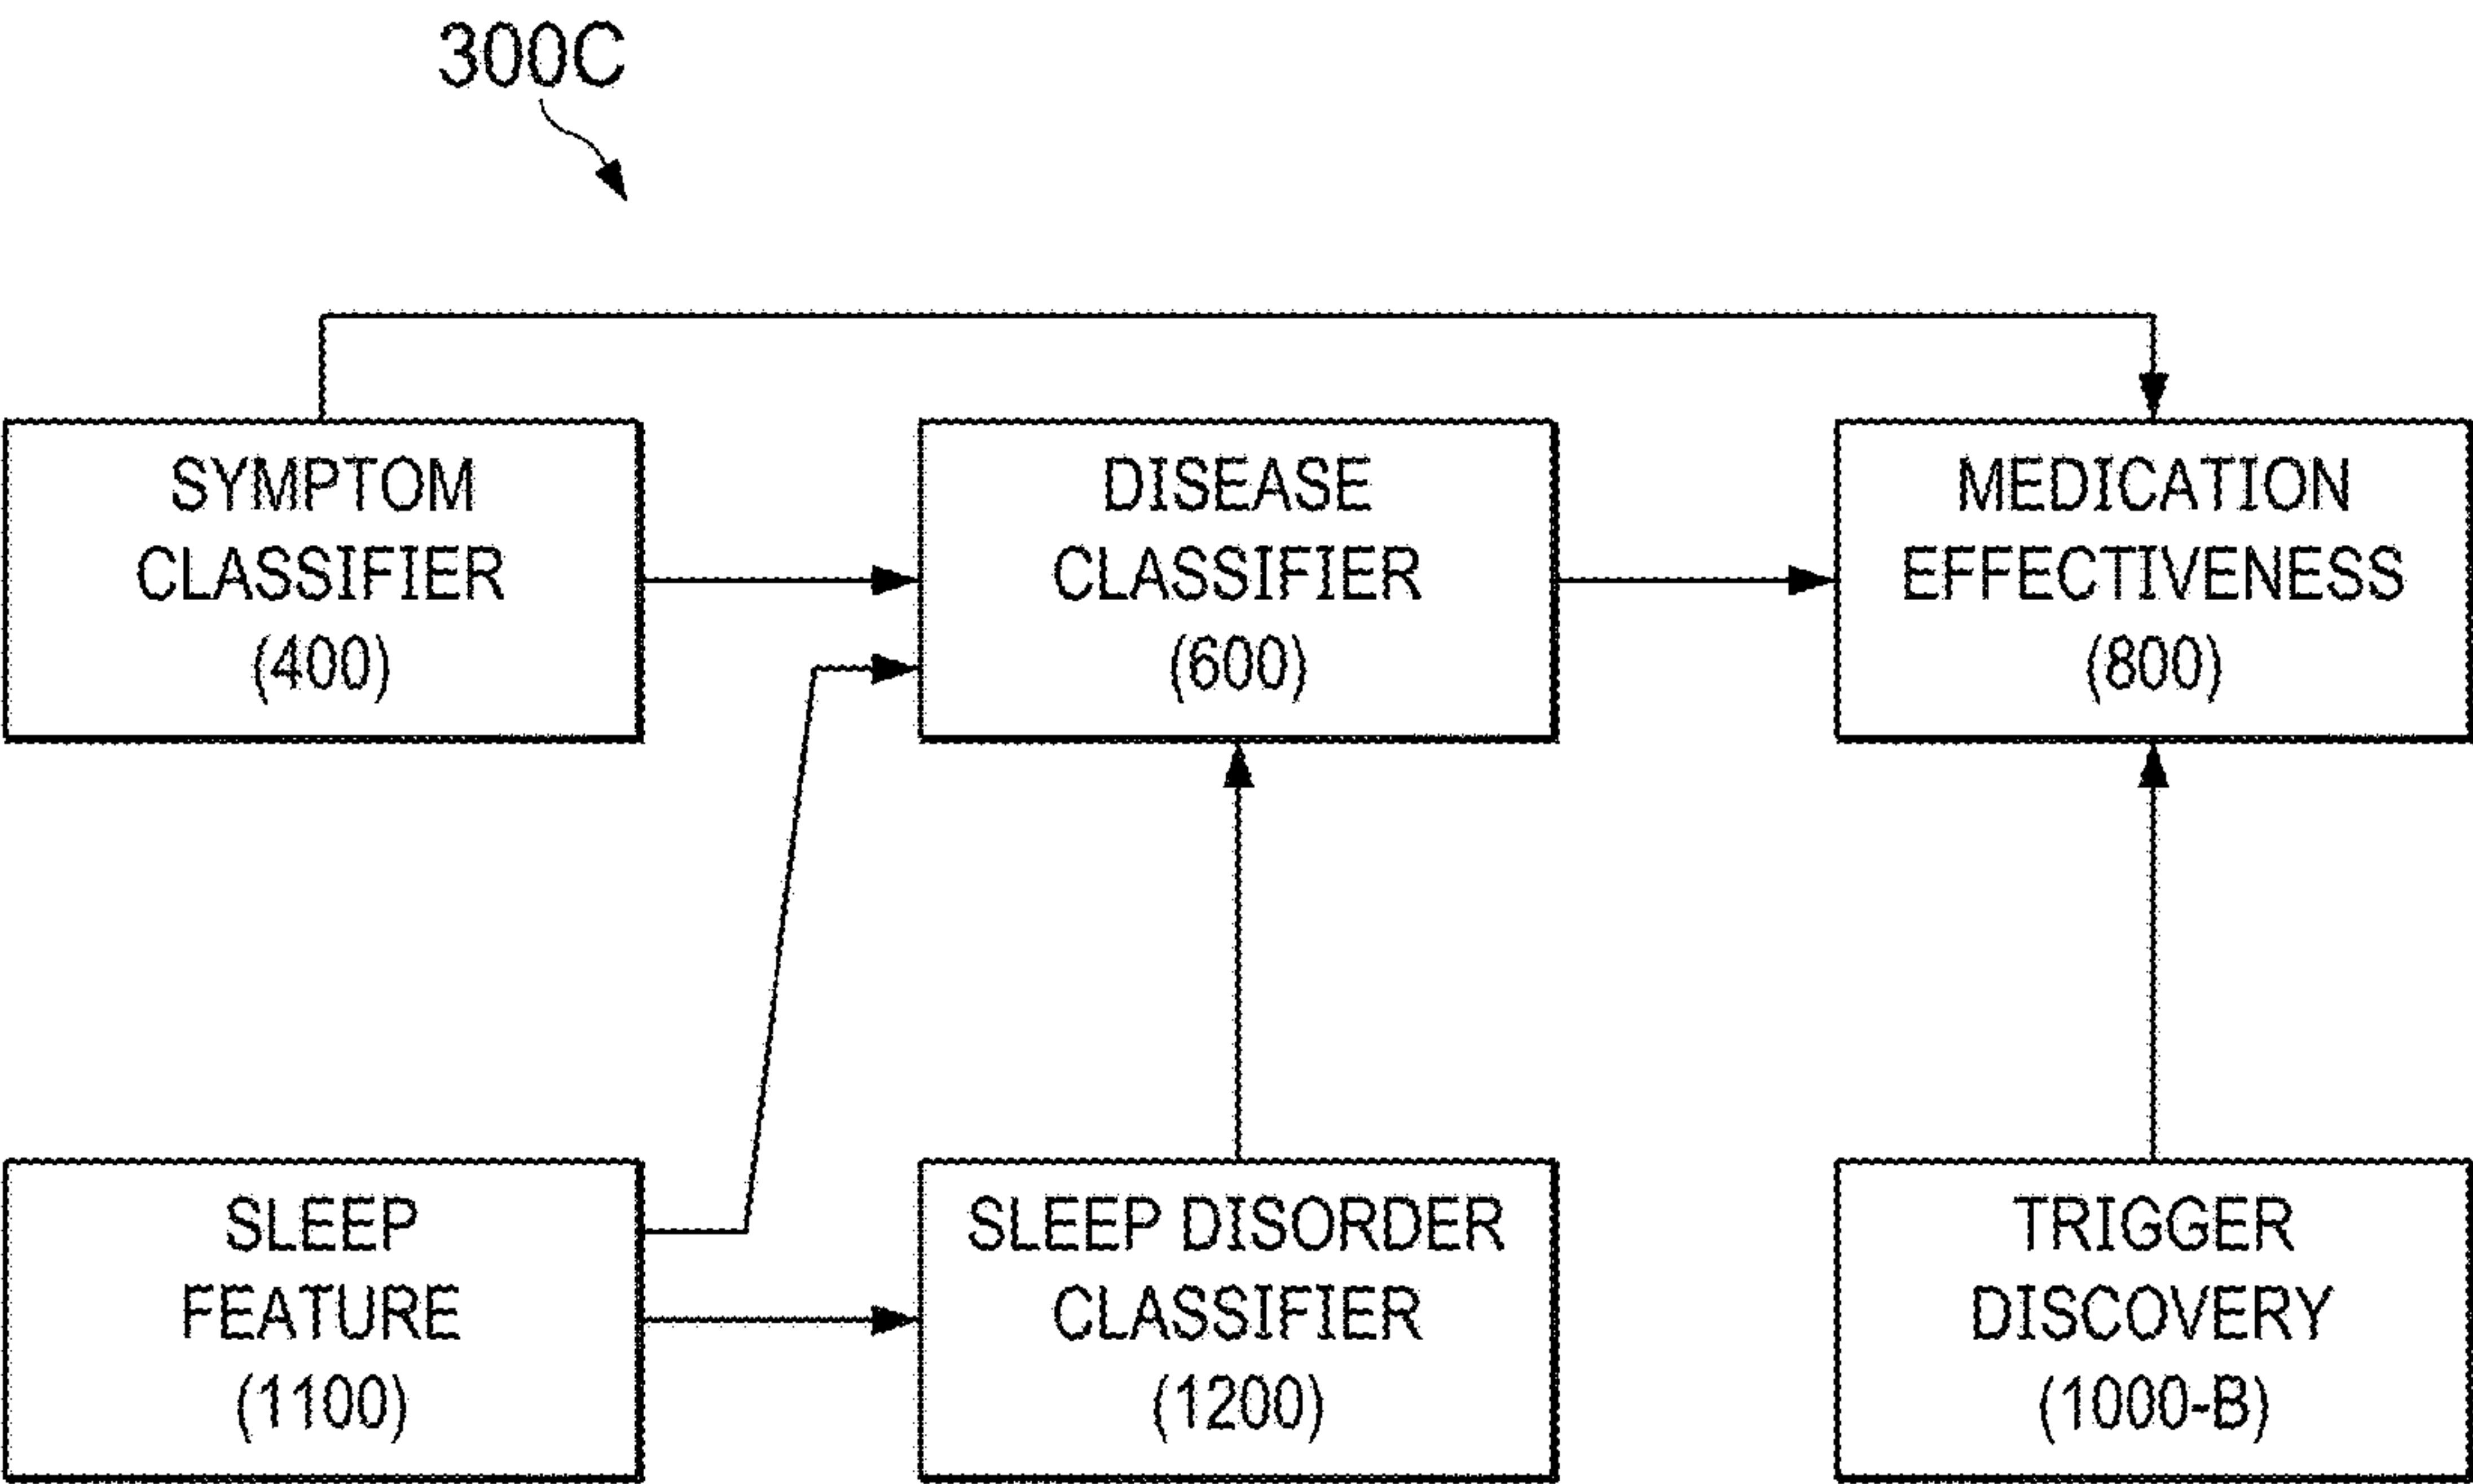 300C
SYMPTOM
CLASSIFIER
(400)
DISEASE
CLASSIFIER
(600)
MEDICATION
EFFECTIVENESS
(800)
SLEEP
FEATURE
(1100)
SLEEP DISORDER
CLASSIFIER
(1200)
TRIGGER
DISCOVERY
(1000-B)